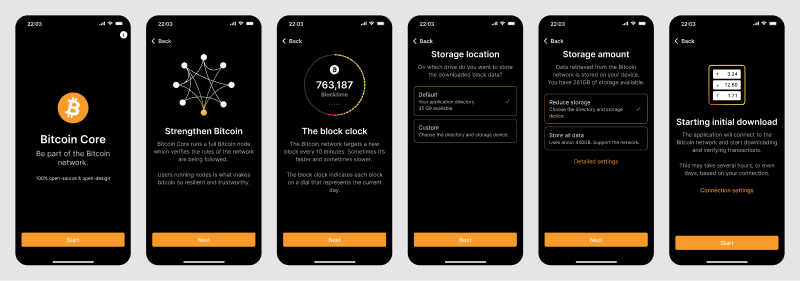 22:03
Bitcoin Core
Be part of the Bitcoin
network.
100% open-source & open-design
Start
22:03
Back
Strengthen Bitcoin
Bitcoin Core runs a full Bitcoin node
which verifies the rules of the network
are being followed.
Users running nodes is what makes
bitcoin so resilient and trustworthy.
Next
22:03
Back
763,187
Blocktime
The block clock
The Bitcoin network targets a new
block every 10 minutes. Sometimes it's
faster and sometimes slower.
The block clock indicates each block
on a dial that represents the current
day.
Next
22:03
Back
Storage location
On which drive do you want to store
the downloaded block data?
Default
Your application directory.
35 GB available.
Custom
Choose the directory and storage device.
Next
22:03
Back
Storage amount
Data retrieved from the Bitcoin
network is stored on your device.
You have 261GB of storage available.
Reduce storage
Choose the directory and storage
device.
Store all data
Uses about 440GB. Support the network.
Detailed settings
Next
22:03
Back
↑ 3.24
↓ 12.60
↑ 1.71
Starting initial download
The application will connect to the
Bitcoin network and start downloading
and verifying transactions.
This may take several hours, or even
days, based on your connection.
Connection settings
Start